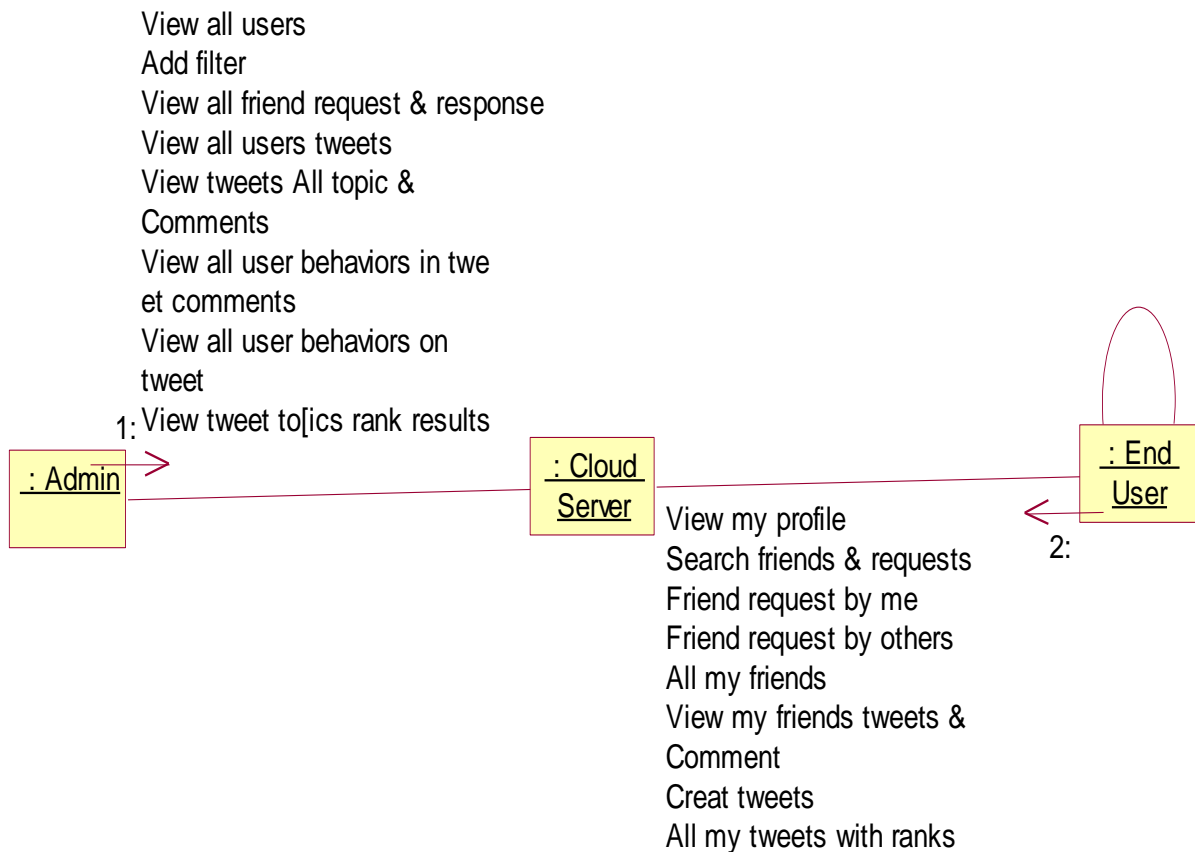 View all users
Add filter
View all friend request & response
View all users tweets
View tweets All topic &
Comments
View all user behaviors in twe
et comments
View all user behaviors on
tweet
View tweet to[ics rank results
1:
: Admin
: Cloud
Server
: End
User
2:
View my profile
Search friends & requests
Friend request by me
Friend request by others
All my friends
View my friends tweets &
Comment
Creat tweets
All my tweets with ranks